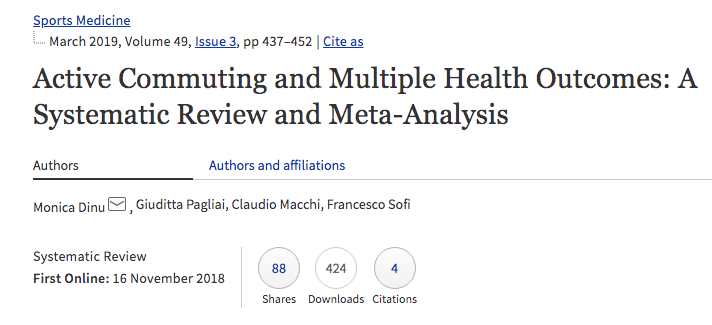 Sports Medicine
March 2019, Volume 49, Issue 3, pp 437–452 | Cite as
Active Commuting and Multiple Health Outcomes: A
Systematic Review and Meta-Analysis
Authors
Authors and affiliations
Monica Dinu , Giuditta Pagliai, Claudio Macchi, Francesco Sofi
Systematic Review
First Online: 16 November 2018
88
Shares
424
Downloads
4
Citations